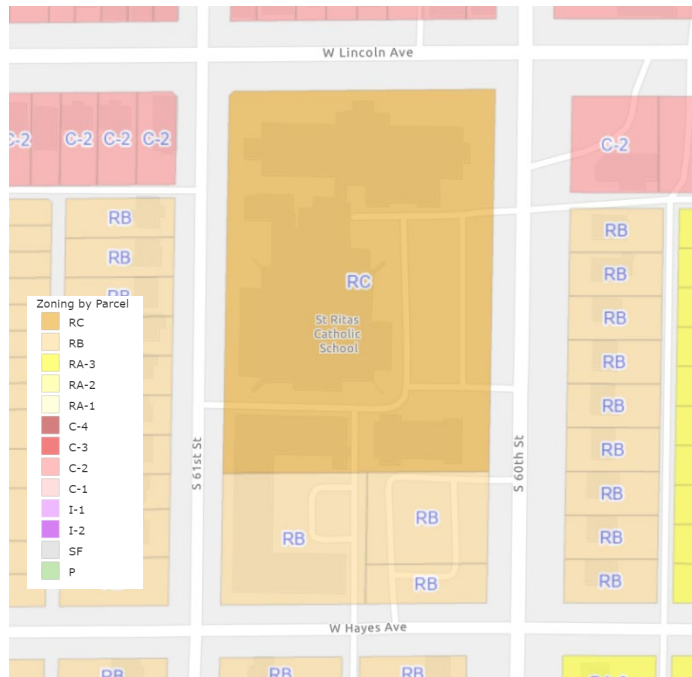 W Lincoln Ave
C-2
C-2
C-2
C-2
C-2
RB
RB
RB
RB
RB
RC
RB
St Ritas
Catholic
School
RB
Zoning by Parcel
RC
RB
RA-3
RA-2
RA-1
C-4
C-3
C-2
C-1
I-1
I-2
SF
P
RB
RB
RB
S 61st St
S 60th St
RB
RB
RB
RB
RB
RB
W Hayes Ave
RB
RB
RB